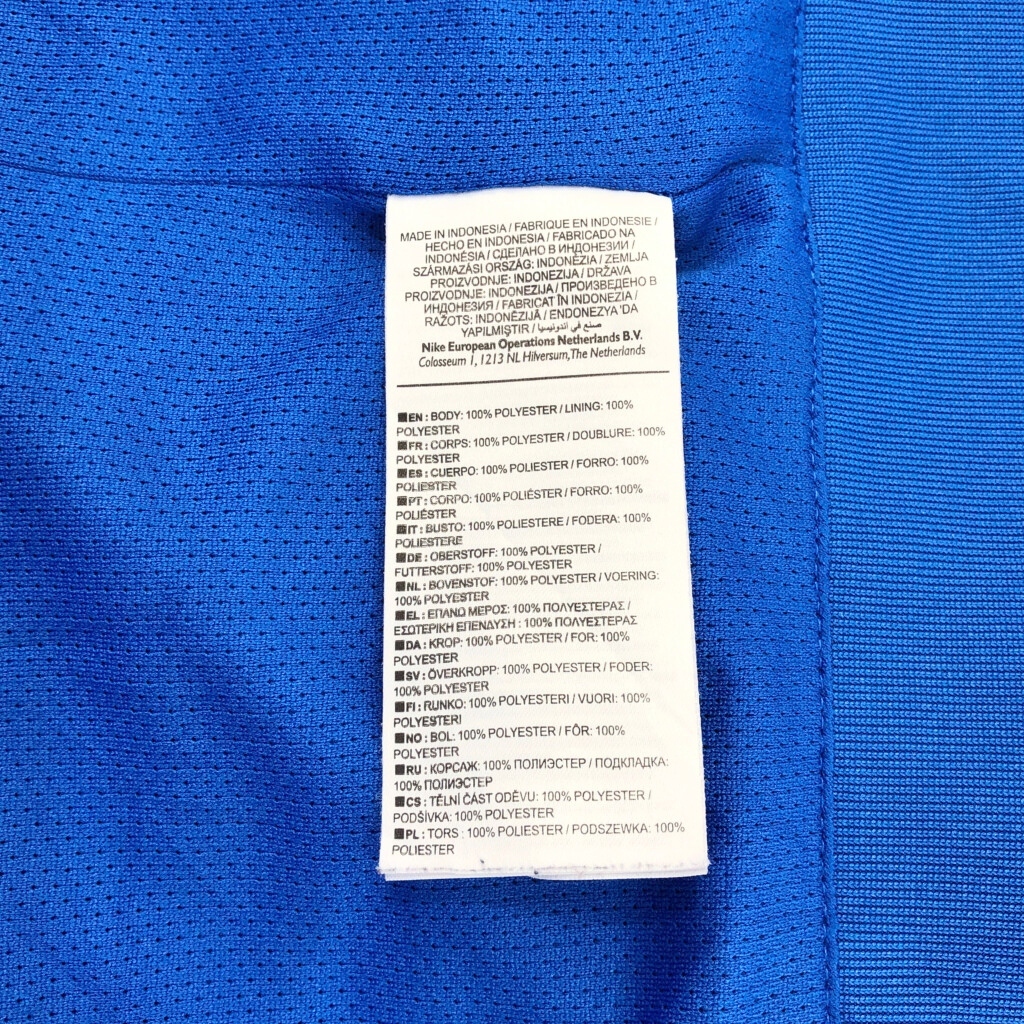 MADE IN INDONESIA / FABRIQUE EN INDONESIE /
HECHO EN INDONESIA / FABRICADO NA
INDONÉSIA / СДЕЛАНО В ИНДОНЕЗИИ /
SZÁRMAZÁSI ORSZÁG: INDONÉZIA / ZEMLJA
PROIZVODNJE: INDONEZIJA / DRŽAVA
PROIZVODNJE: INDONEZIJA / ПРОИЗВЕДЕНО В
ИНДОНЕЗИЯ / FABRICAT ÎN INDONEZIA /
RAŽOTS: INDONĒZIJĀ / ENDONEZYA 'DA
YAPILMIŞTIR / صنع في اندونيسيا
Nike European Operations Netherlands B.V.
Colosseum 1, 1213 NL Hilversum, The Netherlands
EN : BODY: 100% POLYESTER / LINING: 100%
POLYESTER
FR : CORPS: 100% POLYESTER / DOUBLURE: 100%
POLYESTER
ES : CUERPO: 100% POLIESTER / FORRO: 100%
POLIESTER
PT : CORPO: 100% POLIÉSTER / FORRO: 100%
POLIÉSTER
IT : BUSTO: 100% POLIESTERE / FODERA: 100%
POLIESTERE
DE : OBERSTOFF: 100% POLYESTER /
FUTTERSTOFF: 100% POLYESTER
NL : BOVENSTOF: 100% POLYESTER / VOERING:
100% POLYESTER
EL : ΕΠΑΝΩ ΜΕΡΟΣ: 100% ΠΟΛΥΕΣΤΕΡΑΣ /
ΕΣΩΤΕΡΙΚΗ ΕΠΕΝΔΥΣΗ : 100% ΠΟΛΥΕΣΤΕΡΑΣ
DA : KROP: 100% POLYESTER / FOR: 100%
POLYESTER
SV : ÖVERKROPP: 100% POLYESTER / FODER:
100% POLYESTER
FI : RUNKO: 100% POLYESTERI / VUORI: 100%
POLYESTERI
NO : BOL: 100% POLYESTER / FÔR: 100%
POLYESTER
RU : КОРСАЖ: 100% ПОЛИЭСТЕР / ПОДКЛАДКА:
100% ПОЛИЭСТЕР
CS : TĚLNÍ ČÁST ODĚVU: 100% POLYESTER /
PODŠÍVKA: 100% POLYESTER
PL : TORS : 100% POLIESTER / PODSZEWKA: 100%
POLIESTER